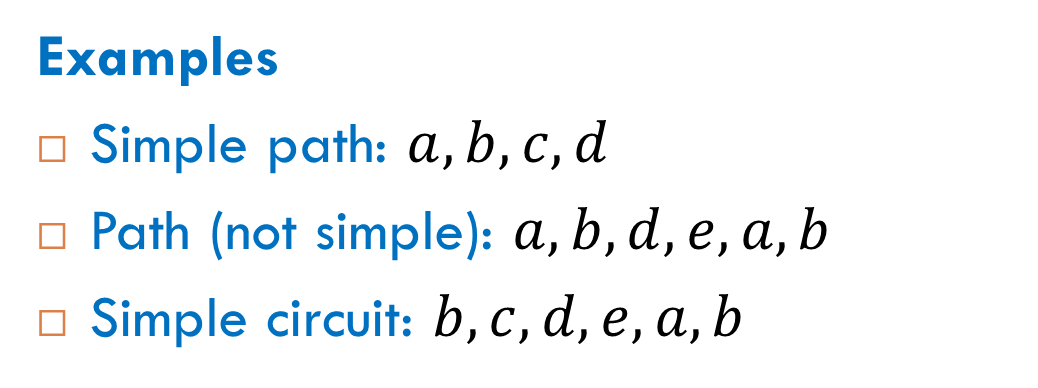 Examples
Simple path: a, b, c, d
Path (not simple): a, b, d, e, a, b
Simple circuit: b, c, d, e, a, b